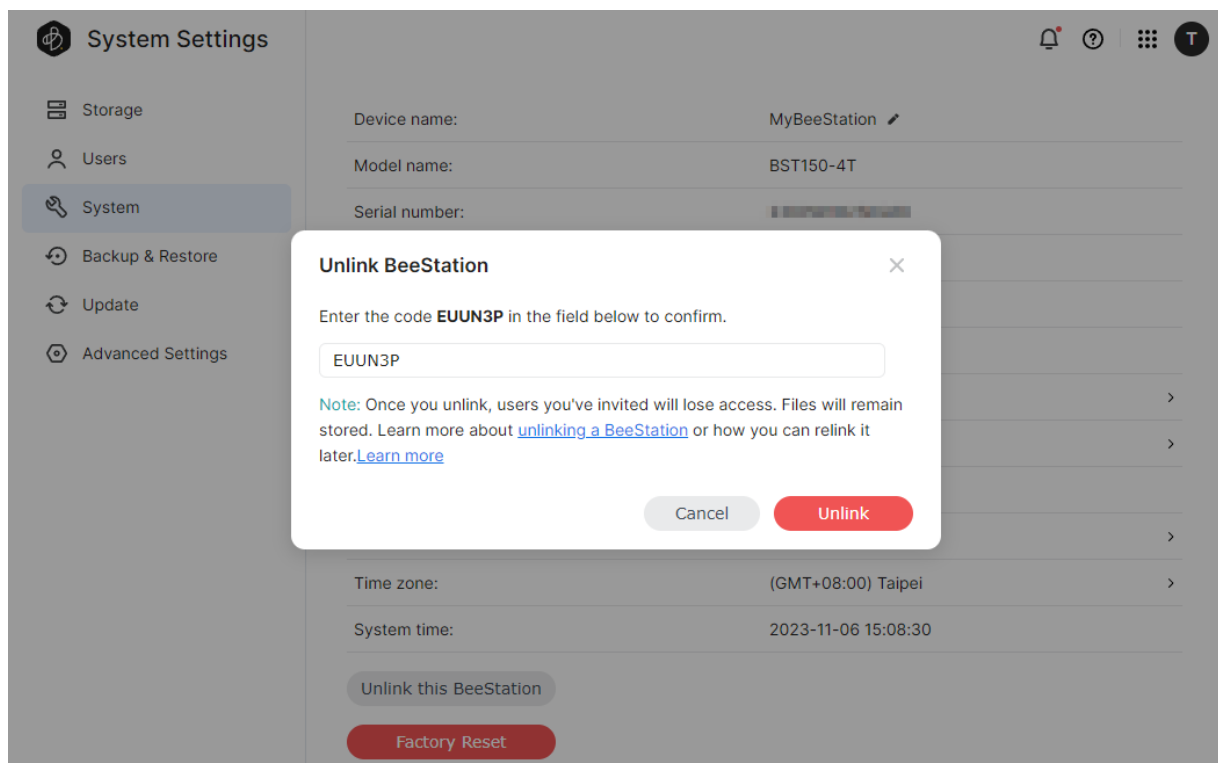 System Settings
T
Storage
Users
System
Backup & Restore
Update
Advanced Settings
Device name: MyBeeStation
Model name: BST150-4T
Serial number:
Unlink BeeStation
Enter the code EUUN3P in the field below to confirm.
EUUN3P
Note: Once you unlink, users you've invited will lose access. Files will remain
stored. Learn more about unlinking a BeeStation or how you can relink it
later.Learn more
Cancel Unlink
Time zone: (GMT+08:00) Taipei
System time: 2023-11-06 15:08:30
Unlink this BeeStation
Factory Reset